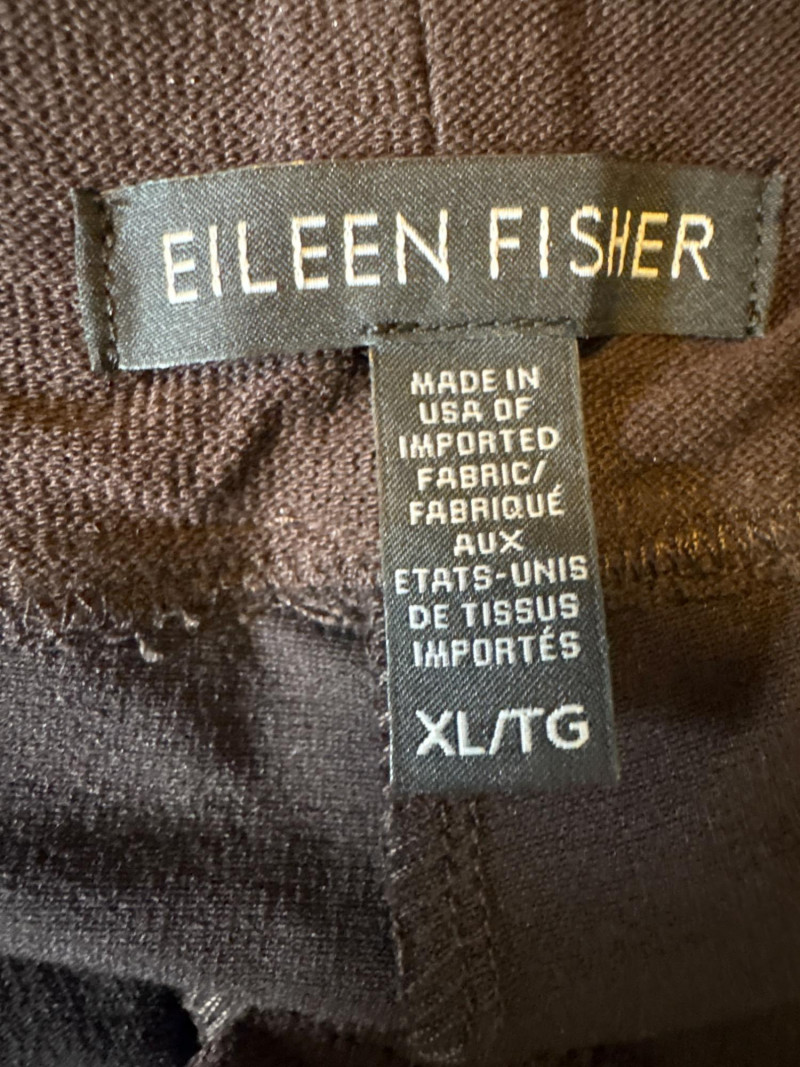 EILEEN FISHER
MADE IN
USA OF
IMPORTED
FABRIC/
FABRIQUÉ
AUX
ETATS-UNIS
DE TISSUS
IMPORTÉS
XL/TG